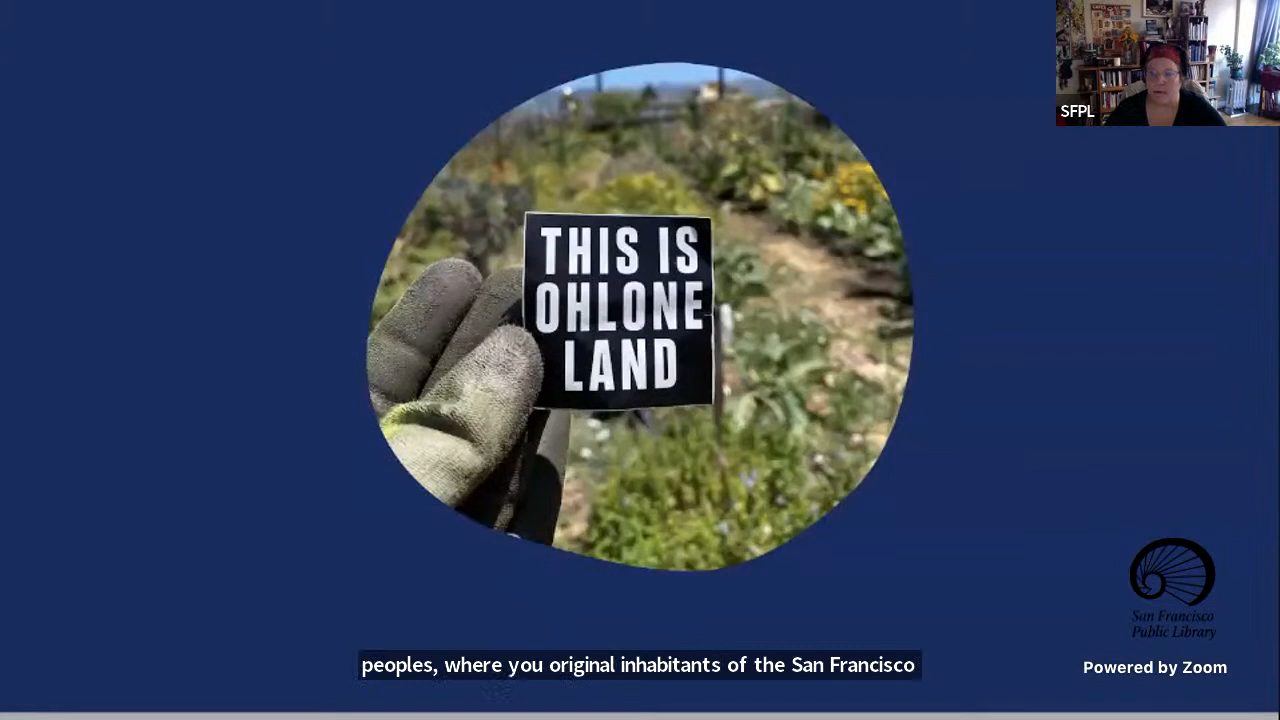 SFPL
THIS IS
OHLONE
LAND
San Francisco
Public Library
peoples, where you original inhabitants of the San Francisco
Powered by Zoom